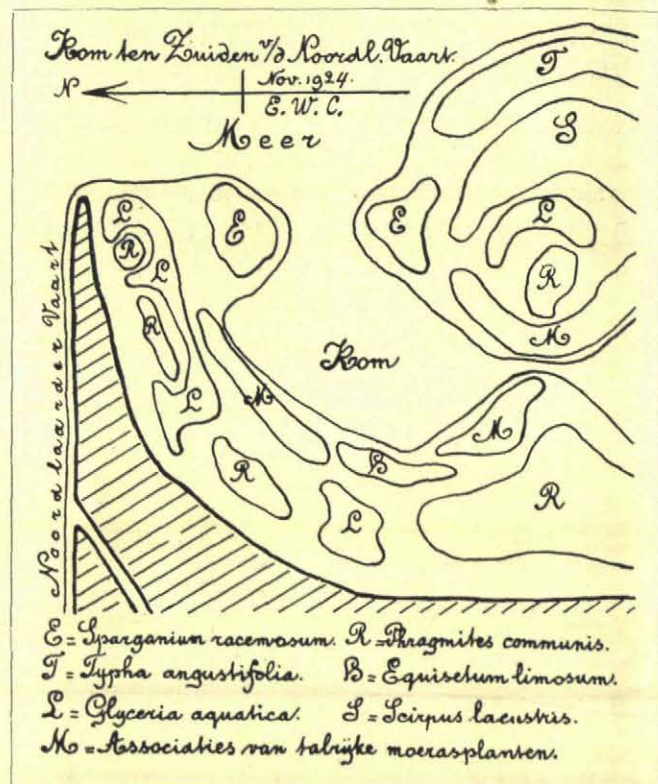 Kom ten Zuiden v/d Noordl. Vaart.
N
Nov. 1924.
E. W. C.
Meer
T
S
L
E
E
L
R
L
R
R
M
Noordlaarder Vaart
Kom
L
M
M
R
B
R
L
E = Sparganium racemosum. R = Phragmites communis.
T = Typha angustifolia. B = Equisetum limosum.
L = Glyceria aquatica. S = Scirpus lacustris.
M = Associaties van talrijke moerasplanten.